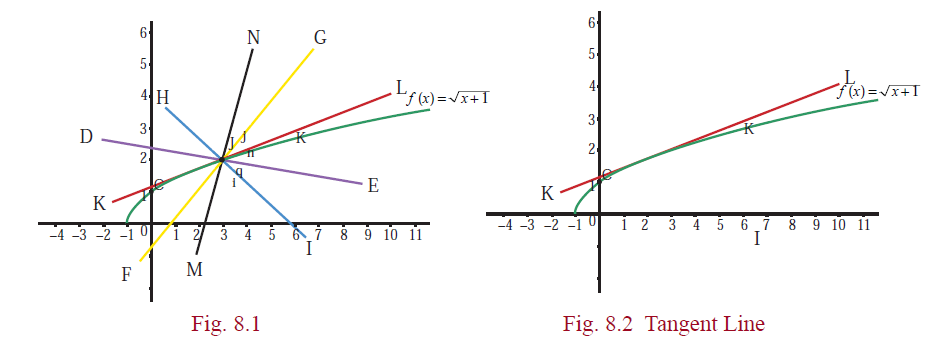 6
N
G
5
L
f (x) = √x+1
4
H
3
D
J
J
K
n
2
q
C
i
E
1
K
-4 -3 -2 -1 0 1 2 3 4 5 6 7 8 9 10 11
I
F
M
Fig. 8.1
6
5
L
4
f (x) = √x+1
3
K
2
C
1
K
-4 -3 -2 -1 0 1 2 3 4 5 6 7 8 9 10 11
I
Fig. 8.2 Tangent Line